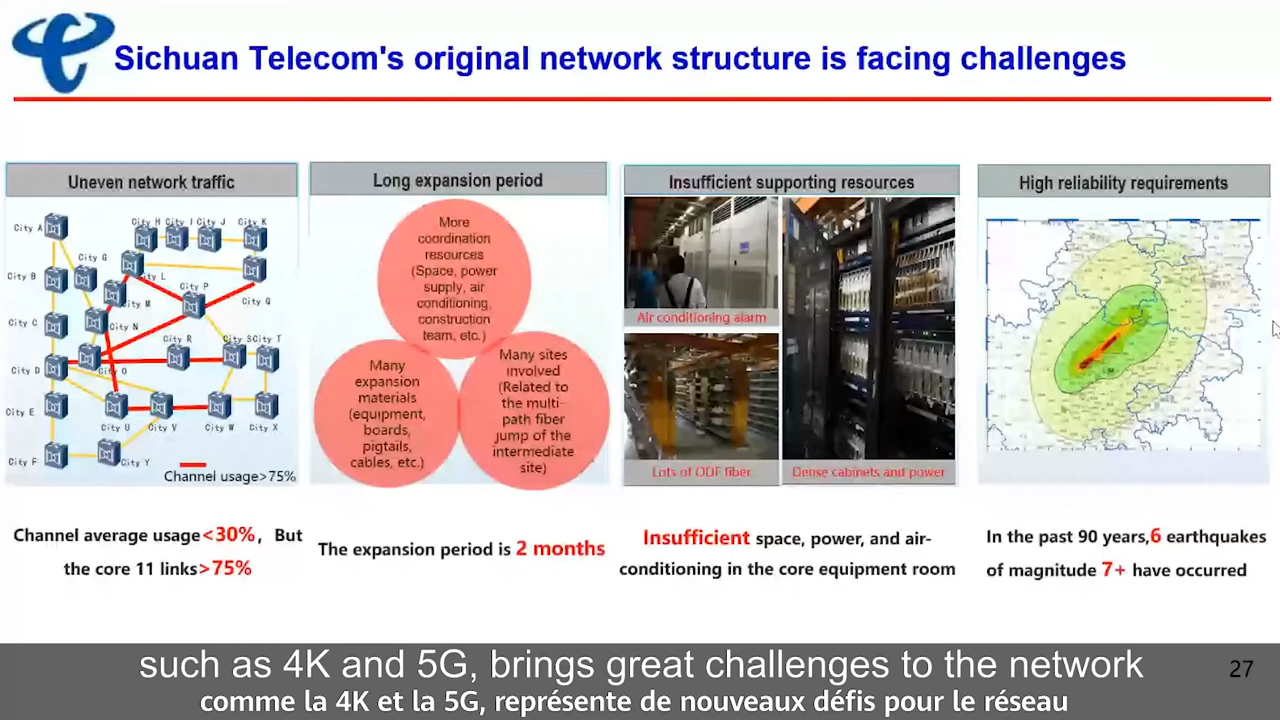 Sichuan Telecom's original network structure is facing challenges
Uneven network traffic
City A
City H City I City J City K
City B
City G
City L
City M
City P
City Q
City C
City N
City R
City S City T
City D
City O
City E
City U City V City W City X
City F
City Y
Channel usage>75%
Channel average usage<30%, But
the core 11 links>75%
Long expansion period
More
coordination
resources
(Space, power
supply, air
conditioning,
construction
team, etc.)
Many
expansion
materials
(equipment,
boards,
pigtails,
cables, etc.)
Many sites
involved
(Related to
the multi-
path fiber
jump of the
intermediate
site)
The expansion period is 2 months
Insufficient supporting resources
Air conditioning alarm
Lots of ODF fiber
Dense cabinets and power
Insufficient space, power, and air-
conditioning in the core equipment room
High reliability requirements
In the past 90 years,6 earthquakes
of magnitude 7+ have occurred
such as 4K and 5G, brings great challenges to the network
comme la 4K et la 5G, représente de nouveaux défis pour le réseau
27